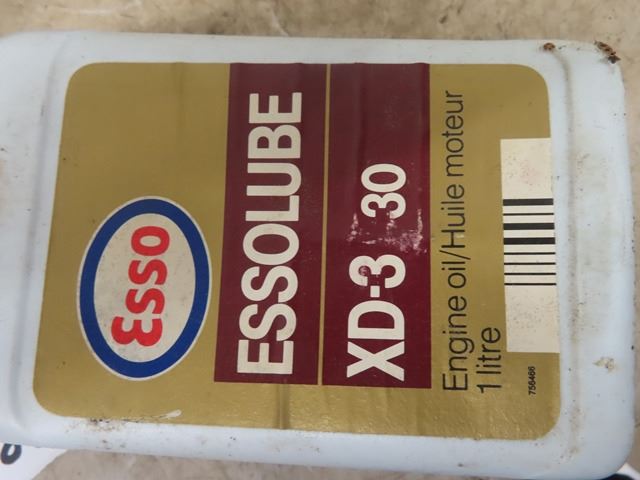 Esso
ESSOLUBE
XD-3 30
Engine oil/Huile moteur
1 litre
756466